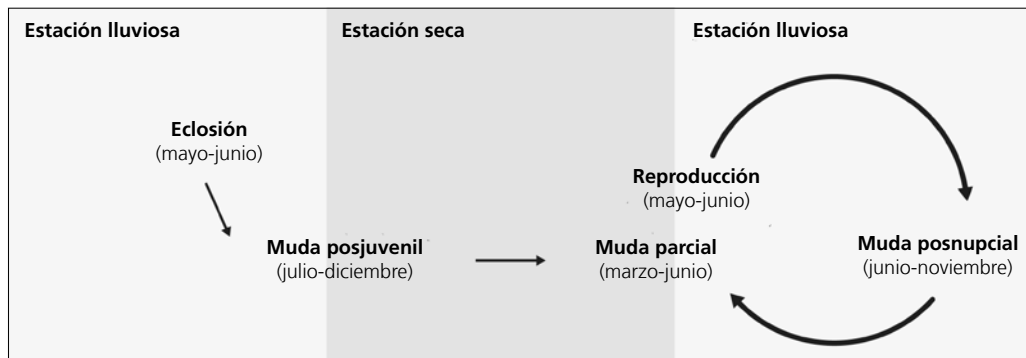 Estación lluviosa
Estación seca
Estación lluviosa
Eclosión
(mayo-junio)
Reproducción
(mayo-junio)
Muda posjuvenil
(julio-diciembre)
Muda parcial
(marzo-junio)
Muda posnupcial
(junio-noviembre)